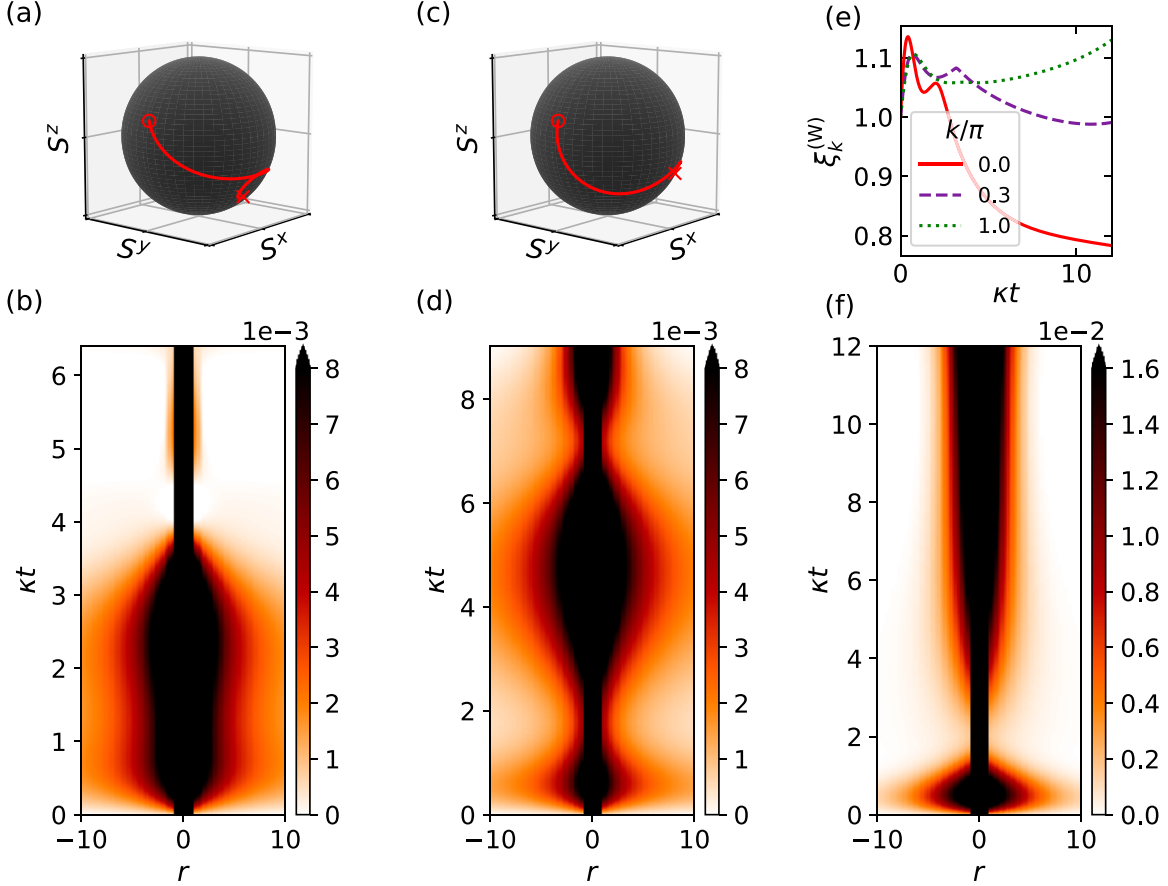 (a)
S^z
S^y
S^x
(c)
S^z
S^y
S^x
(e)
1.1
1.0
0.9
0.8
ξ_k^(W)
k/π
0.0
0.3
1.0
0
10
κt
(b)
1e−3
6
5
4
3
2
1
0
κt
−10
0
10
r
8
7
6
5
4
3
2
1
0
(d)
1e−3
8
6
4
2
0
κt
−10
0
10
r
8
7
6
5
4
3
2
1
0
(f)
1e−2
12
10
8
6
4
2
0
κt
−10
0
10
r
1.6
1.4
1.2
1.0
0.8
0.6
0.4
0.2
0.0